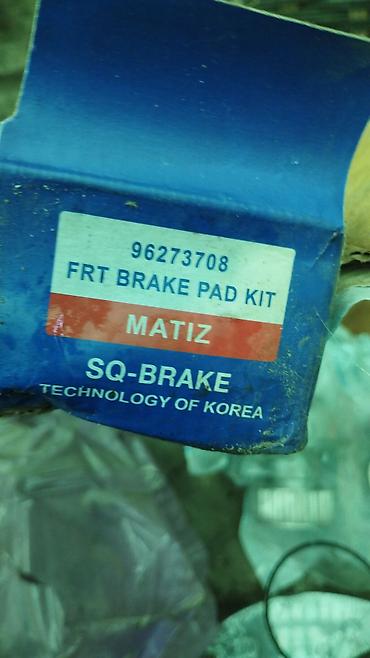 96273708
FRT BRAKE PAD KIT
MATIZ
SQ-BRAKE
TECHNOLOGY OF KOREA